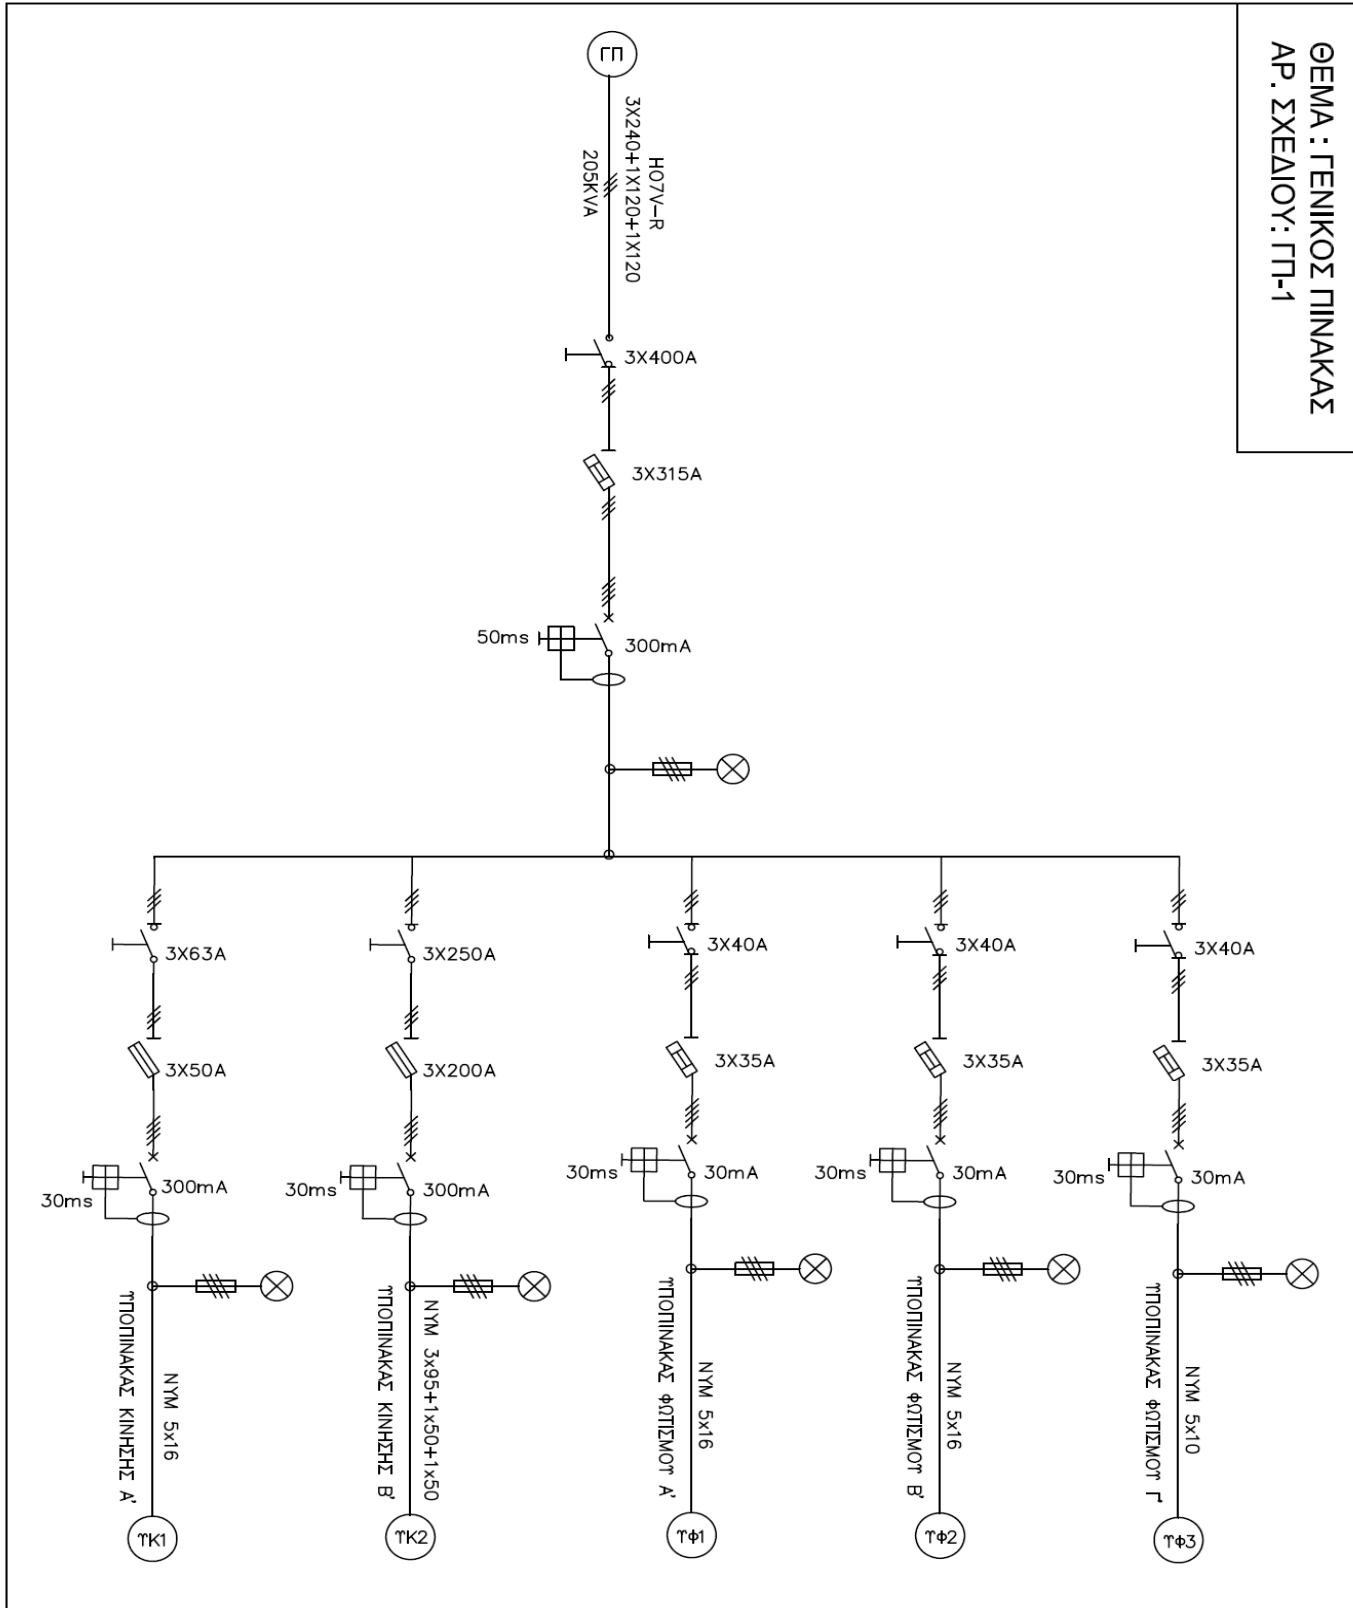 ΘΕΜΑ : ΓΕΝΙΚΟΣ ΠΙΝΑΚΑΣ
ΑΡ. ΣΧΕΔΙΟΥ: ΓΠ-1
ΓΠ
H07V-R
3X240+1X120+1X120
205KVA
3X400A
3X315A
50ms
300mA
3X63A
3X250A
3X40A
3X40A
3X40A
3X50A
3X200A
3X35A
3X35A
3X35A
30ms
300mA
30ms
300mA
30ms
30mA
30ms
30mA
30ms
30mA
NYM 5x16
ΥΠΟΠΙΝΑΚΑΣ ΚΙΝΗΣΗΣ Α'
NYM 3x95+1x50+1x50
ΥΠΟΠΙΝΑΚΑΣ ΚΙΝΗΣΗΣ Β'
NYM 5x16
ΥΠΟΠΙΝΑΚΑΣ ΦΩΤΙΣΜΟΥ Α'
NYM 5x16
ΥΠΟΠΙΝΑΚΑΣ ΦΩΤΙΣΜΟΥ Β'
NYM 5x10
ΥΠΟΠΙΝΑΚΑΣ ΦΩΤΙΣΜΟΥ Γ'
ΥΚ1
ΥΚ2
ΥΦ1
ΥΦ2
ΥΦ3